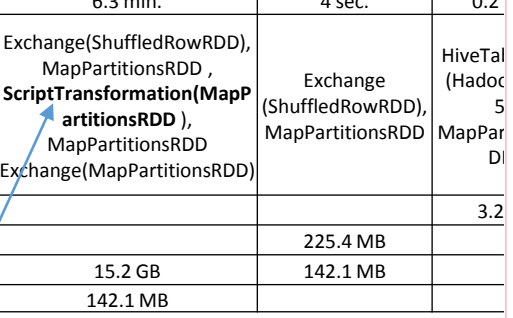 6.3 min.
4 sec.
0.2
Exchange(ShuffledRowRDD),
MapPartitionsRDD ,
ScriptTransformation(MapP
artitionsRDD ),
MapPartitionsRDD
Exchange(MapPartitionsRDD)
Exchange
(ShuffledRowRDD),
MapPartitionsRDD
HiveTal
(Hadoo
5
MapPar
D
3.2
225.4 MB
15.2 GB
142.1 MB
142.1 MB